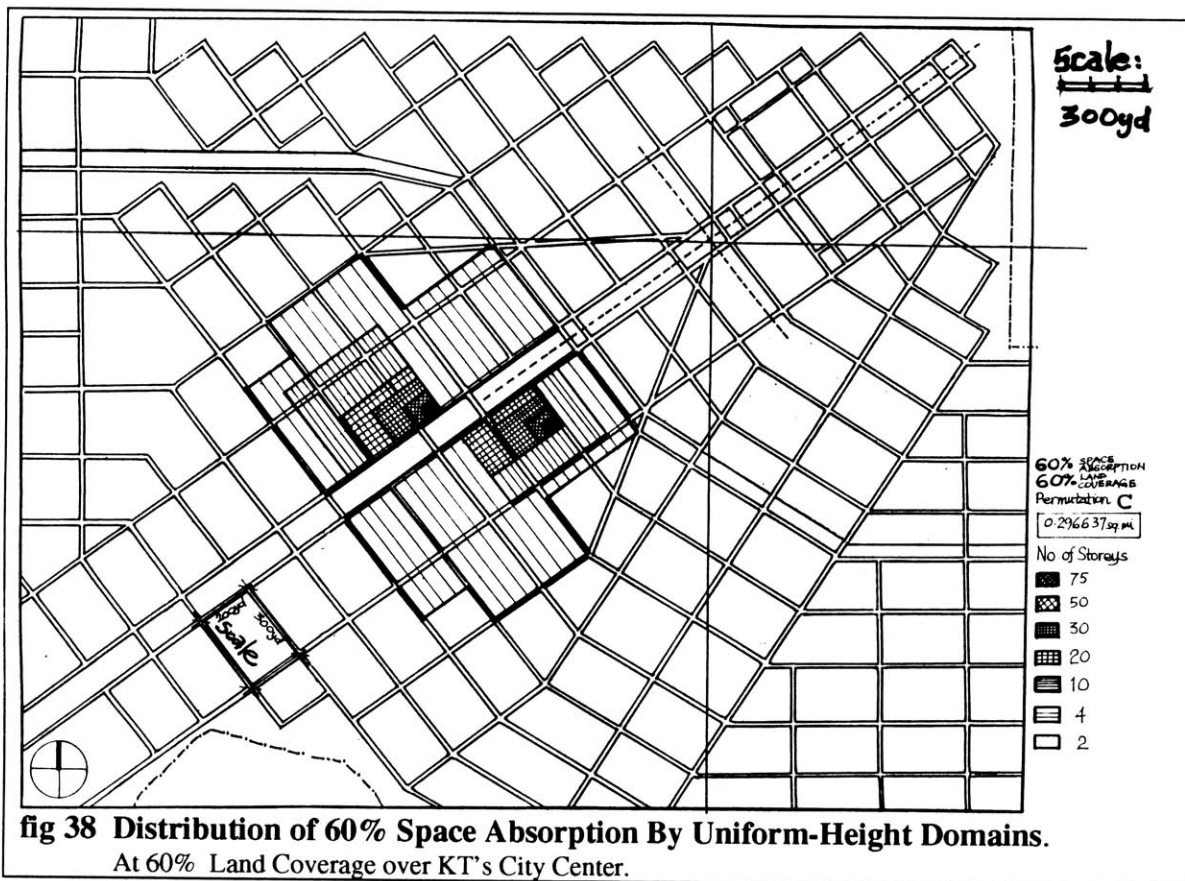 Scale:
300yd
60% SPACE ABSORPTION
60% LAND COVERAGE
Permutation C
0.296637 sq mi
No of Storeys
75
50
30
20
10
4
2
300yd
Scale
fig 38 Distribution of 60% Space Absorption By Uniform-Height Domains.
At 60% Land Coverage over KT's City Center.